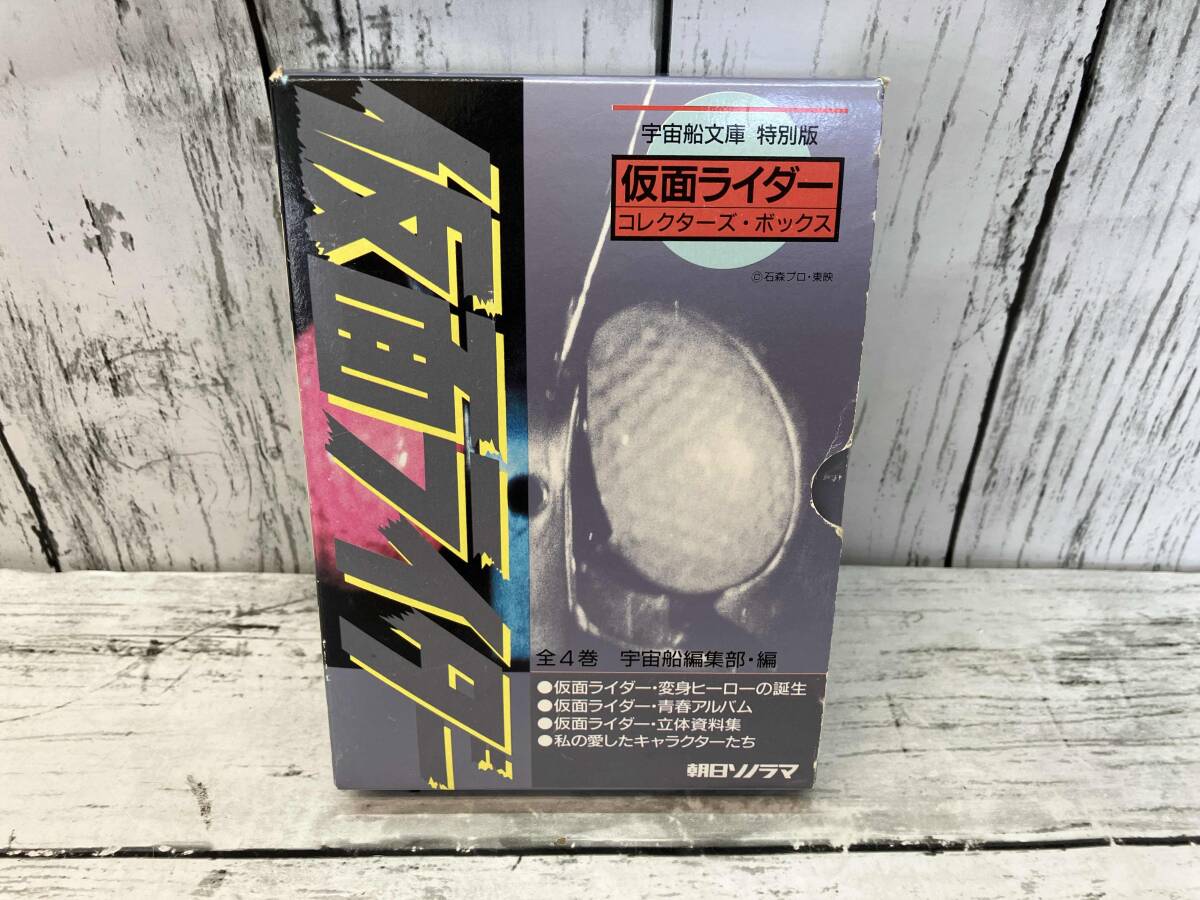 仮面ライダー
宇宙船文庫 特別版
仮面ライダー
コレクターズ・ボックス
©石森プロ・東映
全4巻 宇宙船編集部・編
●仮面ライダー・変身ヒーローの誕生
●仮面ライダー・青春アルバム
●仮面ライダー・立体資料集
●私の愛したキャラクターたち
朝日ソノラマ